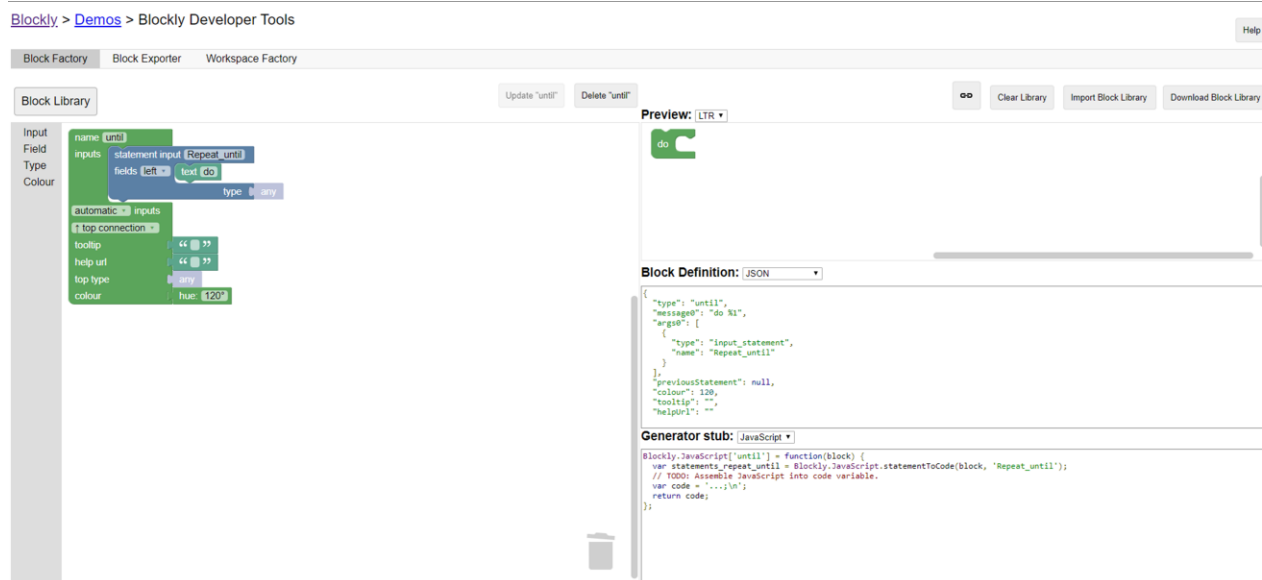 Blockly > Demos > Blockly Developer Tools
Help
Block Factory Block Exporter Workspace Factory
Block Library
Update "until"
Delete "until"
Clear Library
Import Block Library
Download Block Library
Input
Field
Type
Colour
name until
inputs statement input Repeat_until
fields left text do
type any
automatic inputs
↑ top connection
tooltip “ ”
help url “ ”
top type any
colour hue: 120°
Preview: LTR
do
Block Definition: JSON
{
"type": "until",
"message0": "do %1",
"args0": [
{
"type": "input_statement",
"name": "Repeat_until"
}
],
"previousStatement": null,
"colour": 120,
"tooltip": "",
"helpUrl": ""
Generator stub: JavaScript
Blockly.JavaScript['until'] = function(block) {
var statements_repeat_until = Blockly.JavaScript.statementToCode(block, 'Repeat_until');
// TODO: Assemble JavaScript into code variable.
var code = '...;\n';
return code;
};